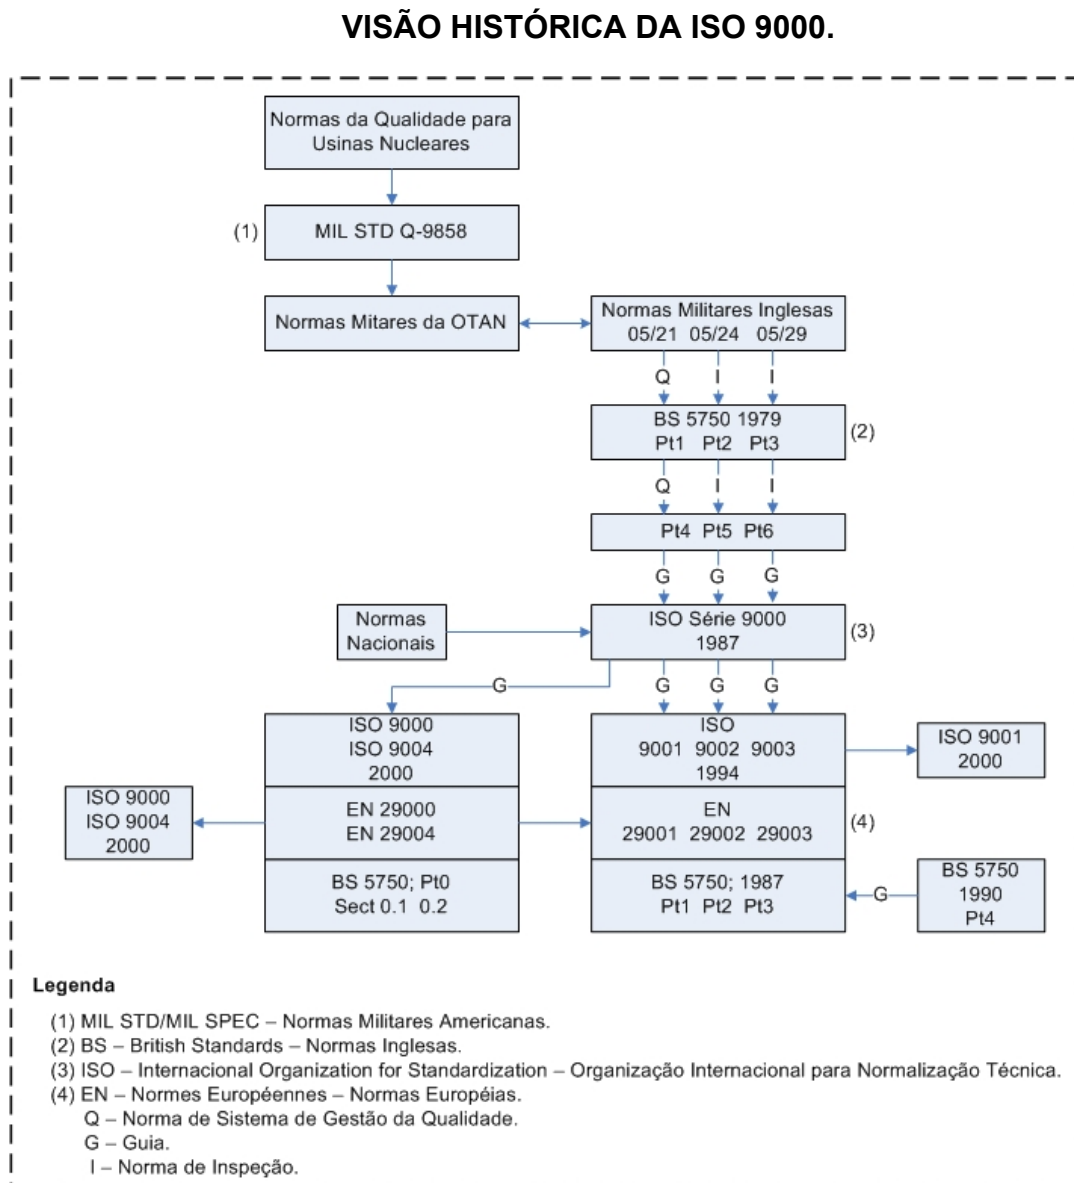 VISÃO HISTÓRICA DA ISO 9000.
Normas da Qualidade para
Usinas Nucleares
(1)
MIL STD Q-9858
Normas Mitares da OTAN
Normas Militares Inglesas
05/21 05/24 05/29
Q I I
BS 5750 1979
Pt1 Pt2 Pt3
(2)
Q I I
Pt4 Pt5 Pt6
G G G
Normas
Nacionais
ISO Série 9000
1987
(3)
G
G G G
ISO 9000
ISO 9004
2000
ISO
9001 9002 9003
1994
ISO 9001
2000
ISO 9000
ISO 9004
2000
EN 29000
EN 29004
EN
29001 29002 29003
(4)
BS 5750; Pt0
Sect 0.1 0.2
BS 5750; 1987
Pt1 Pt2 Pt3
G
BS 5750
1990
Pt4
Legenda
(1) MIL STD/MIL SPEC – Normas Militares Americanas.
(2) BS – British Standards – Normas Inglesas.
(3) ISO – Internacional Organization for Standardization – Organização Internacional para Normalização Técnica.
(4) EN – Normes Européennes – Normas Européias.
Q – Norma de Sistema de Gestão da Qualidade.
G – Guia.
I – Norma de Inspeção.